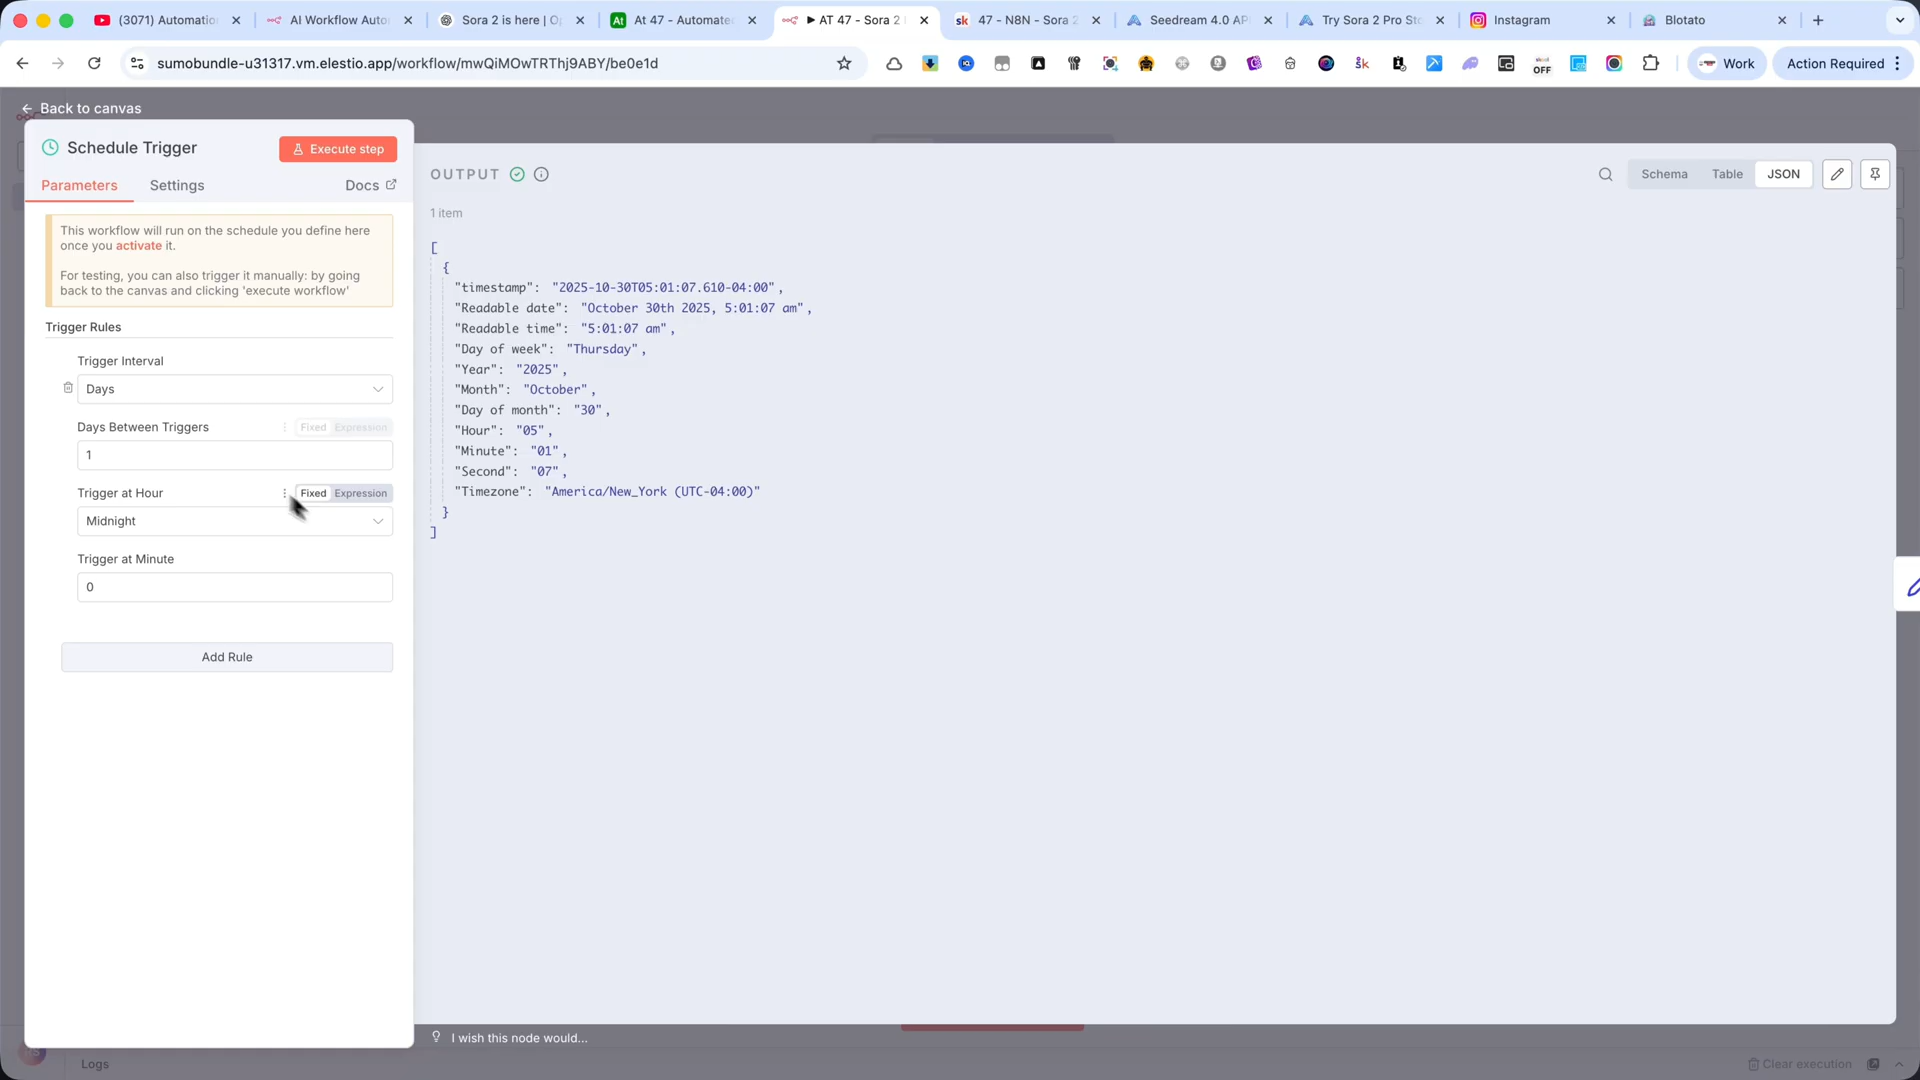 (3071) Automatio
AI Workflow Auto
Sora 2 is here | Op
At
At 47 - Automate
AT 47 - Sora 2
sk
47 - N8N - Sora 2
Seedream 4.0 AP
Try Sora 2 Pro Sto
Instagram
Blotato
sumobundle-u31317.vm.elestio.app/workflow/mwQiMOwTRThj9ABY/be0e1d
sk
OFF
Work
Action Required
Back to canvas
Schedule Trigger
Execute step
Parameters
Settings
Docs
This workflow will run on the schedule you define here
once you activate it.
For testing, you can also trigger it manually: by going
back to the canvas and clicking 'execute workflow'
Trigger Rules
Trigger Interval
Days
Days Between Triggers
Fixed Expression
1
Trigger at Hour
Fixed Expression
Midnight
Trigger at Minute
0
Add Rule
OUTPUT
Schema
Table
JSON
1 item
[
{
"timestamp": "2025-10-30T05:01:07.610-04:00",
"Readable date": "October 30th 2025, 5:01:07 am",
"Readable time": "5:01:07 am",
"Day of week": "Thursday",
"Year": "2025",
"Month": "October",
"Day of month": "30",
"Hour": "05",
"Minute": "01",
"Second": "07",
"Timezone": "America/New_York (UTC-04:00)"
}
]
I wish this node would...
Logs
Clear execution